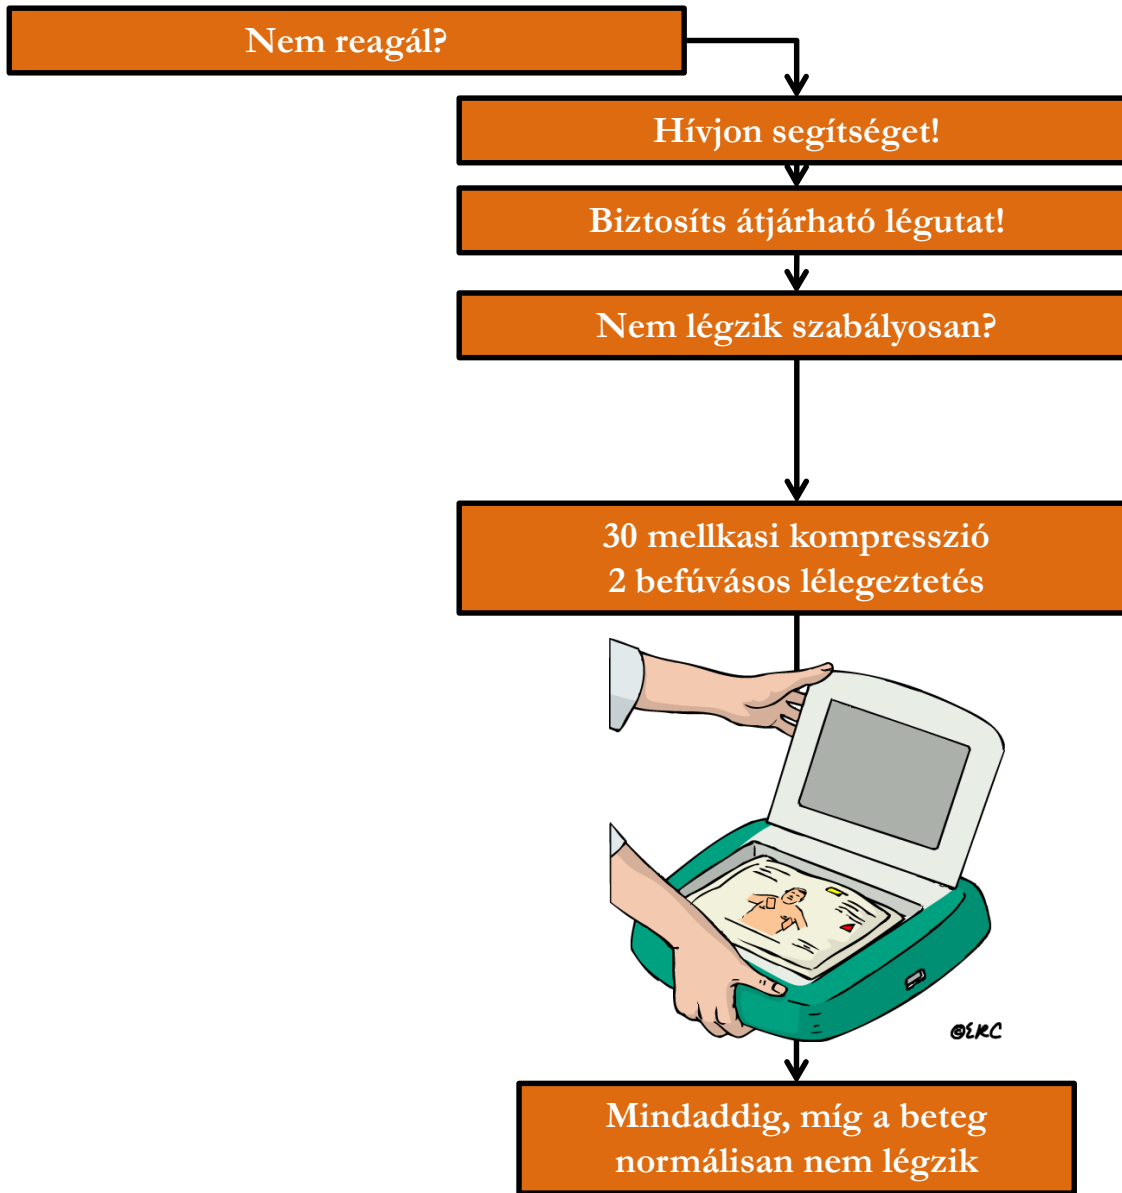 Nem reagál?
Hívjon segítséget!
Biztosíts átjárható légutat!
Nem légzik szabályosan?
30 mellkasi kompresszió
2 befúvásos lélegeztetés
©ERC
Mindaddig, míg a beteg
normálisan nem légzik